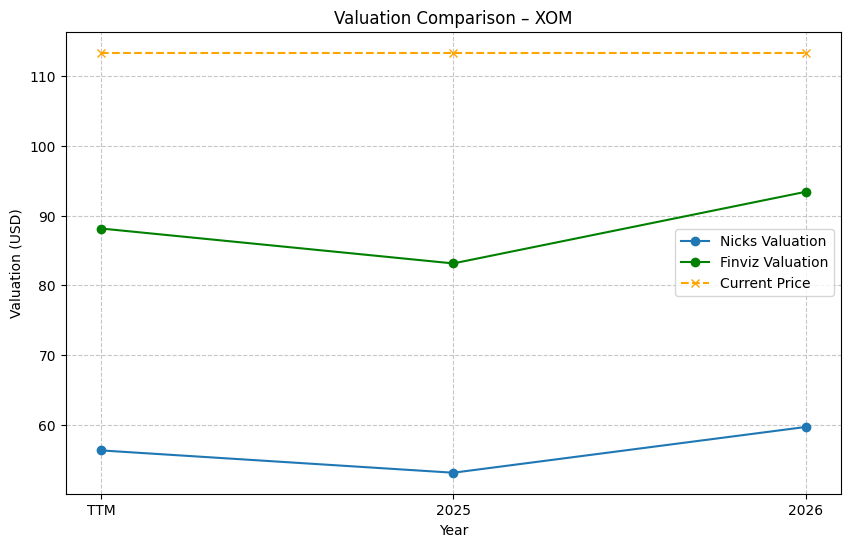 Valuation Comparison – XOM
Valuation (USD)
110
100
90
80
70
60
Nicks Valuation
Finviz Valuation
Current Price
TTM
2025
2026
Year